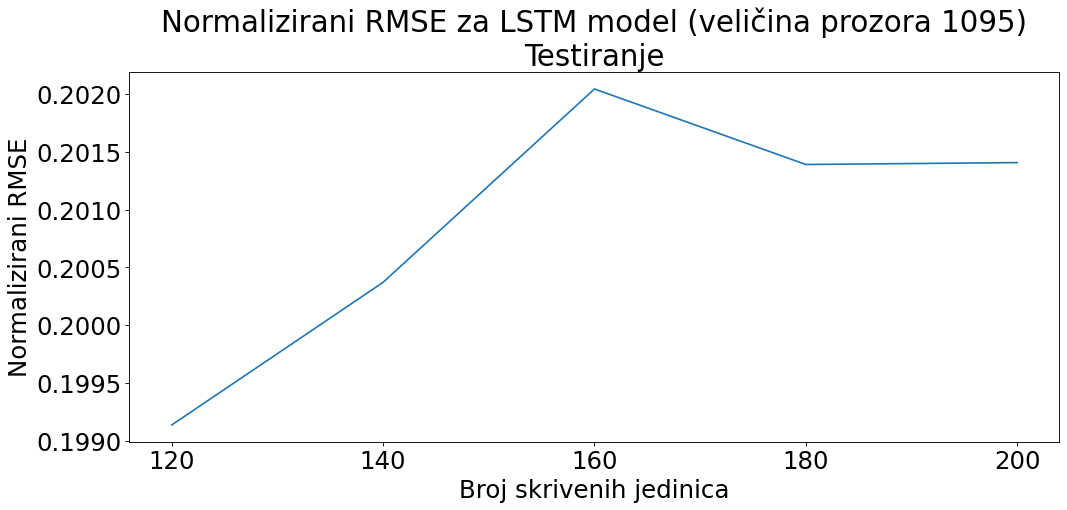 Normalizirani RMSE za LSTM model (veličina prozora 1095)
Testiranje
Normalizirani RMSE
0.2020
0.2015
0.2010
0.2005
0.2000
0.1995
0.1990
120 140 160 180 200
Broj skrivenih jedinica